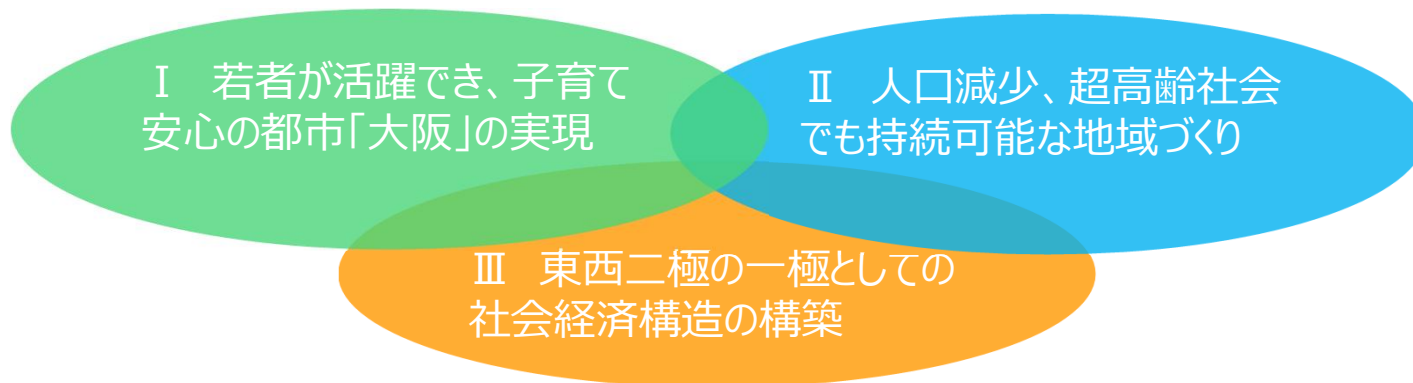 Ⅰ　若者が活躍でき、子育て
安心の都市「大阪」の実現
Ⅱ　人口減少、超高齢社会
でも持続可能な地域づくり
Ⅲ　東西二極の一極としての
社会経済構造の構築